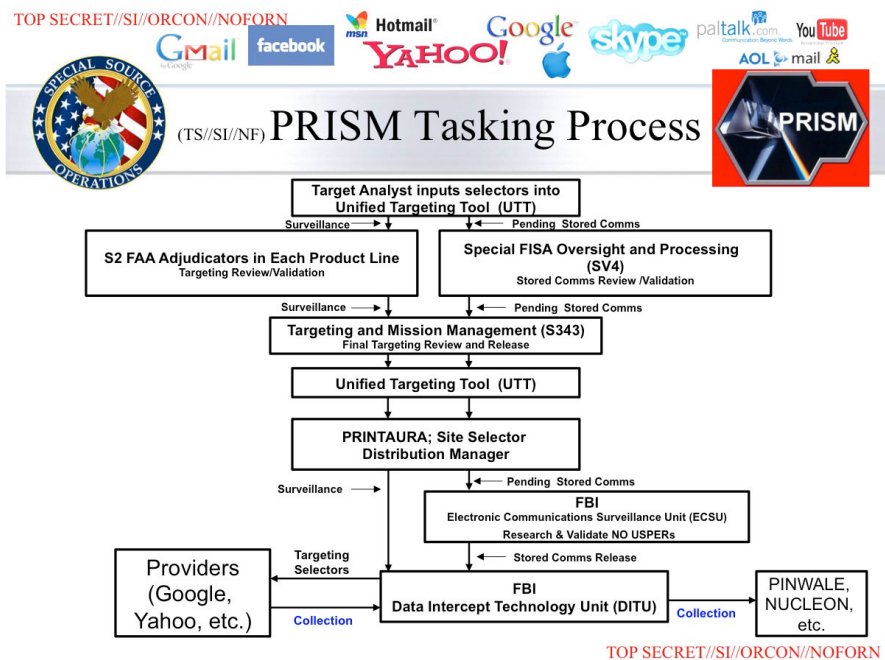 TOP SECRET//SI//ORCON//NOFORN
Gmail
by Google
facebook
msn Hotmail
YAHOO!
Google
skype
paltalk.com
Communication Beyond Words
YouTube
AOL mail
SPECIAL SOURCE OPERATIONS
(TS//SI//NF) PRISM Tasking Process
PRISM
Target Analyst inputs selectors into
Unified Targeting Tool (UTT)
Surveillance
Pending Stored Comms
S2 FAA Adjudicators in Each Product Line
Targeting Review/Validation
Special FISA Oversight and Processing
(SV4)
Stored Comms Review /Validation
Surveillance
Pending Stored Comms
Targeting and Mission Management (S343)
Final Targeting Review and Release
Unified Targeting Tool (UTT)
PRINTAURA; Site Selector
Distribution Manager
Surveillance
Pending Stored Comms
FBI
Electronic Communications Surveillance Unit (ECSU)
Research & Validate NO USPERs
Stored Comms Release
Providers
(Google,
Yahoo, etc.)
Targeting
Selectors
Collection
FBI
Data Intercept Technology Unit (DITU)
Collection
PINWALE,
NUCLEON,
etc.
TOP SECRET//SI//ORCON//NOFORN